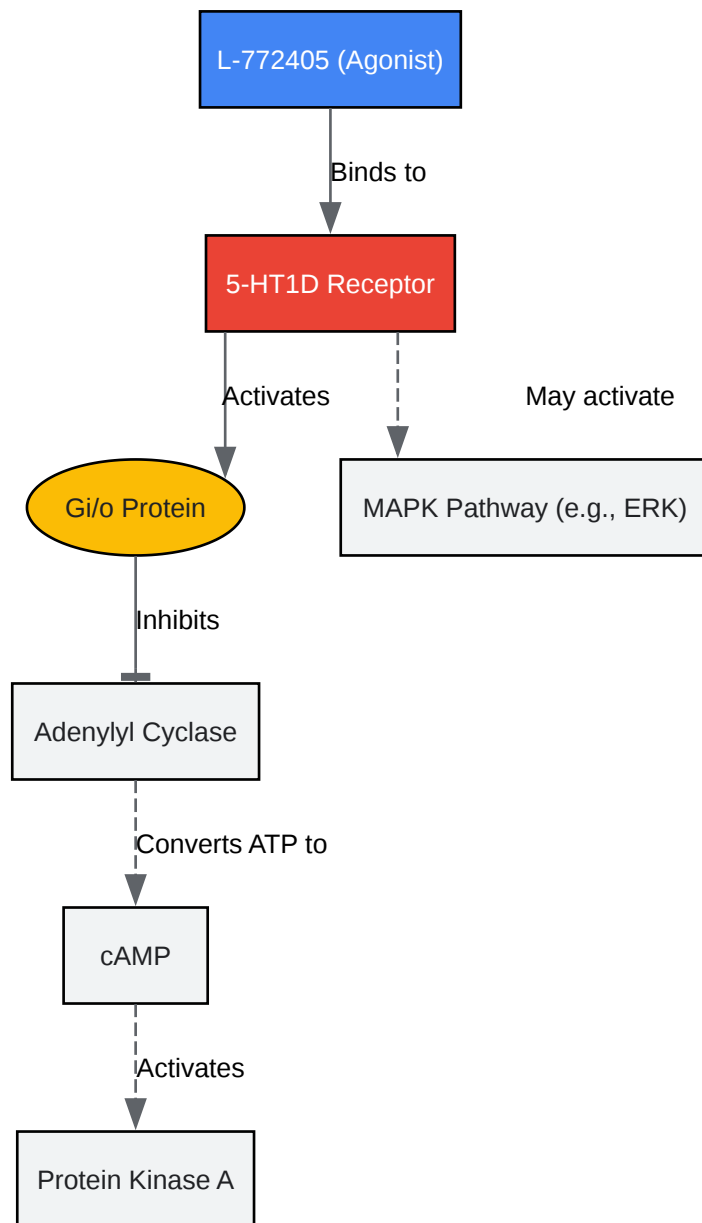 L-772405 (Agonist)
Binds to
5-HT1D Receptor
Activates
May activate
Gi/o Protein
MAPK Pathway (e.g., ERK)
Inhibits
Adenylyl Cyclase
Converts ATP to
cAMP
Activates
Protein Kinase A